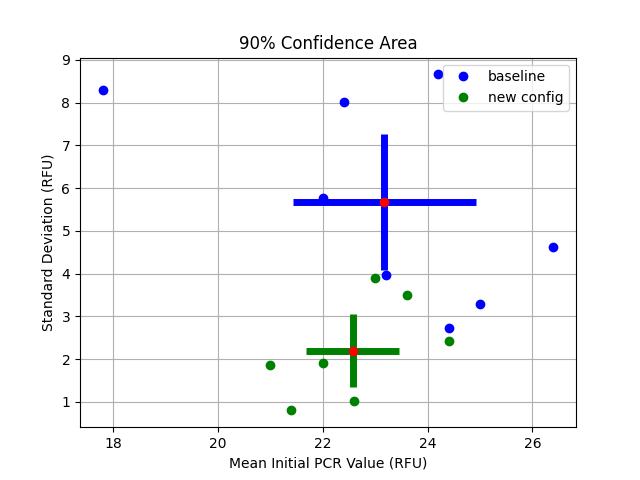 90% Confidence Area
baseline
new config
9
8
7
6
5
4
3
2
1
Standard Deviation (RFU)
18 20 22 24 26
Mean Initial PCR Value (RFU)